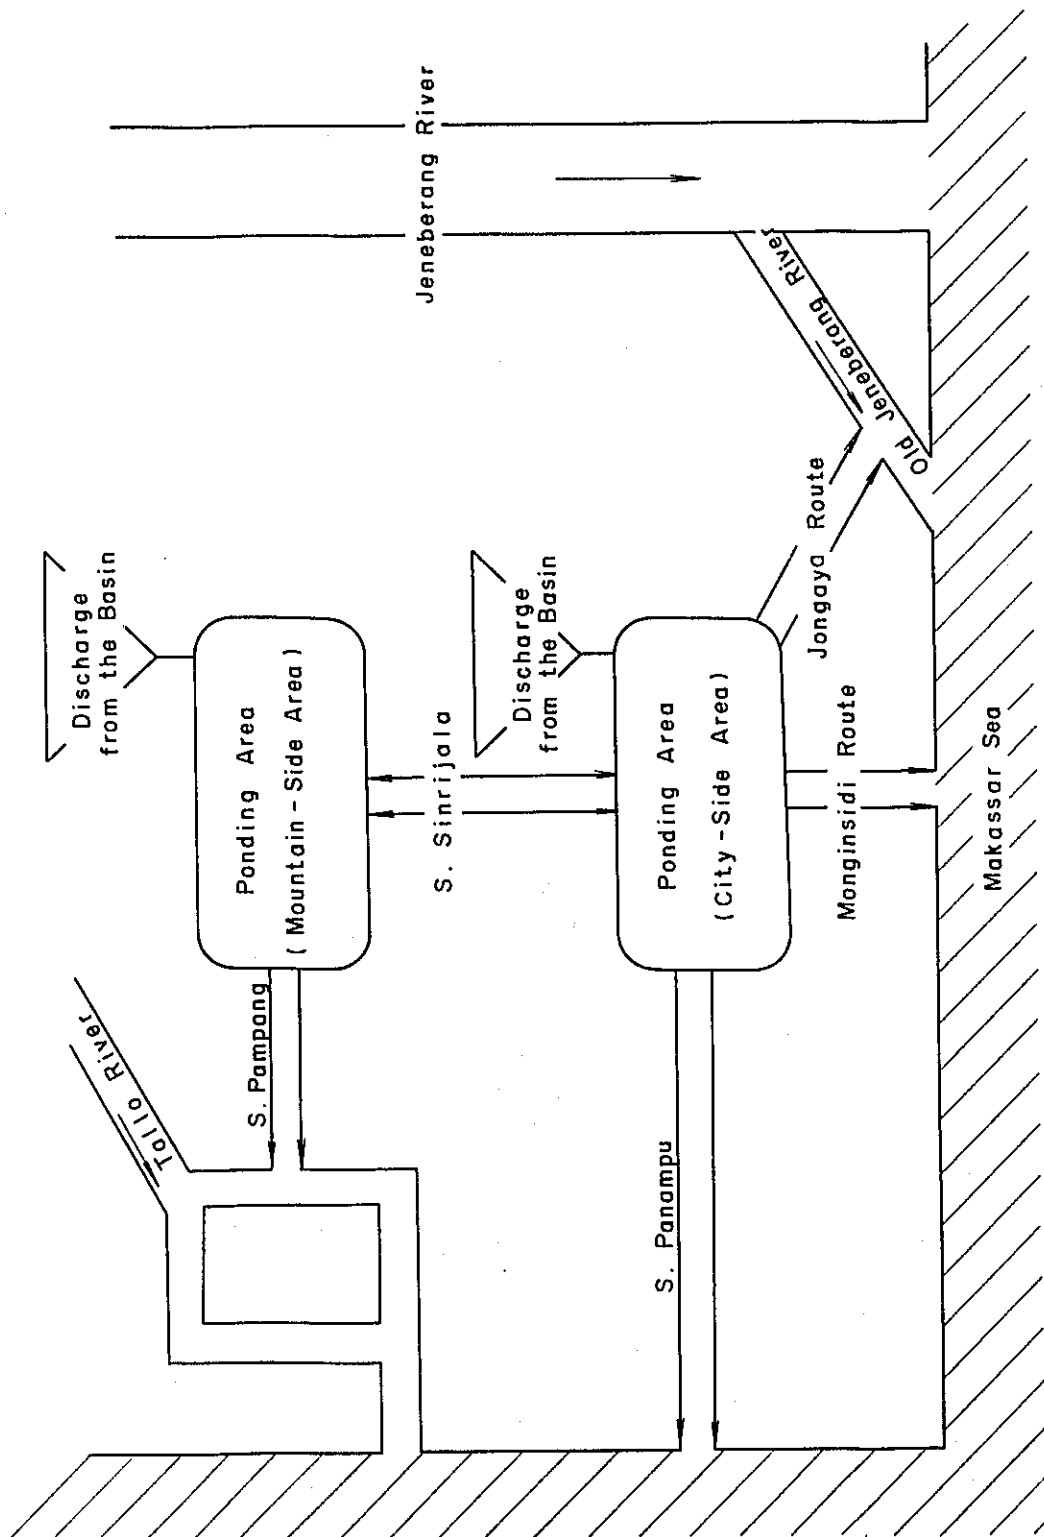 Jeneberang River
Old Jeneberang River
Jongaya Route
Discharge
from the Basin
Discharge
from the Basin
Ponding Area
(Mountain-Side Area)
S. Sinrijala
Ponding Area
(City-Side Area)
Monginsidi Route
Makassar Sea
Tallo River
S. Pampang
S. Panampu